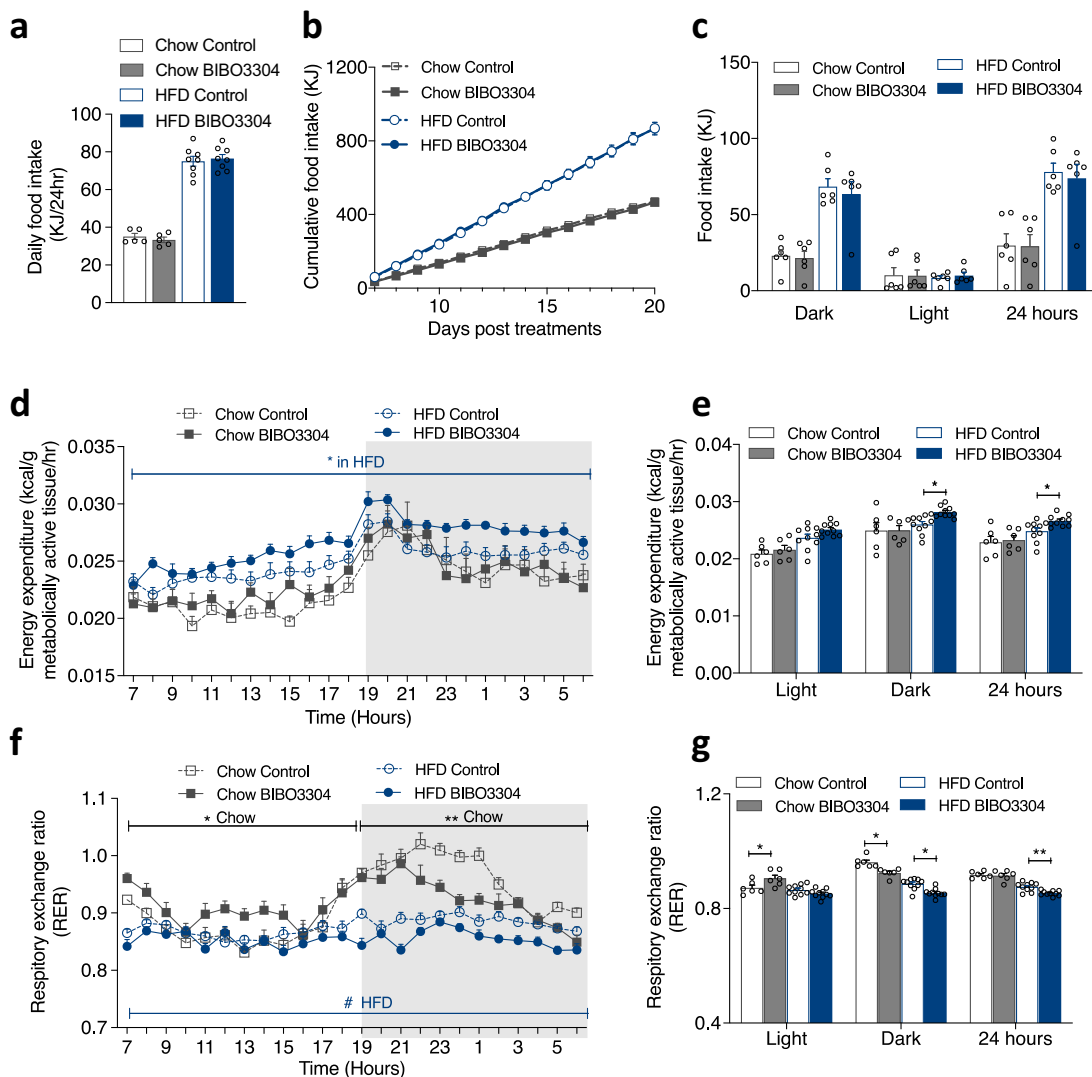 a
Chow Control
Chow BIBO3304
HFD Control
HFD BIBO3304
Daily food intake
(KJ/24hr)
100
80
60
40
20
0
b
Chow Control
Chow BIBO3304
HFD Control
HFD BIBO3304
Cumulative food intake (KJ)
1200
800
400
0
10 15 20
Days post treatments
c
Chow Control HFD Control
Chow BIBO3304 HFD BIBO3304
Food intake (KJ)
150
100
50
0
Dark Light 24 hours
d
Chow Control HFD Control
Chow BIBO3304 HFD BIBO3304
Energy expenditure (kcal/g
metabolically active tissue/hr)
0.035
0.030
0.025
0.020
0.015
* in HFD
7 9 11 13 15 17 19 21 23 1 3 5
Time (Hours)
e
Chow Control HFD Control
Chow BIBO3304 HFD BIBO3304
Energy expenditure (kcal/g
metabolically active tissue/hr)
0.04
0.02
0.00
* *
Light Dark 24 hours
f
Chow Control HFD Control
Chow BIBO3304 HFD BIBO3304
Respitory exchange ratio
(RER)
1.1
1.0
0.9
0.8
0.7
* Chow ** Chow
# HFD
7 9 11 13 15 17 19 21 23 1 3 5
Time (Hours)
g
Chow Control HFD Control
Chow BIBO3304 HFD BIBO3304
Respitory exchange ratio
(RER)
1.2
0.8
0.4
* * * **
Light Dark 24 hours